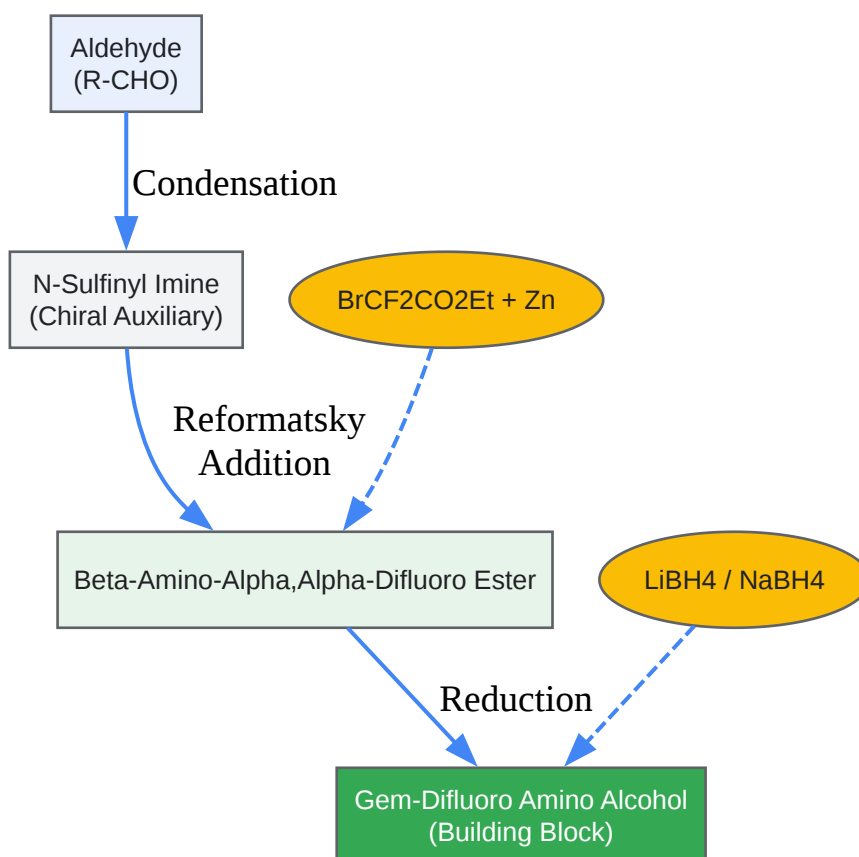 Aldehyde
(R-CHO)
Condensation
N-Sulfinyl Imine
(Chiral Auxiliary)
BrCF2CO2Et + Zn
Reformatsky
Addition
Beta-Amino-Alpha,Alpha-Difluoro Ester
LiBH4 / NaBH4
Reduction
Gem-Difluoro Amino Alcohol
(Building Block)